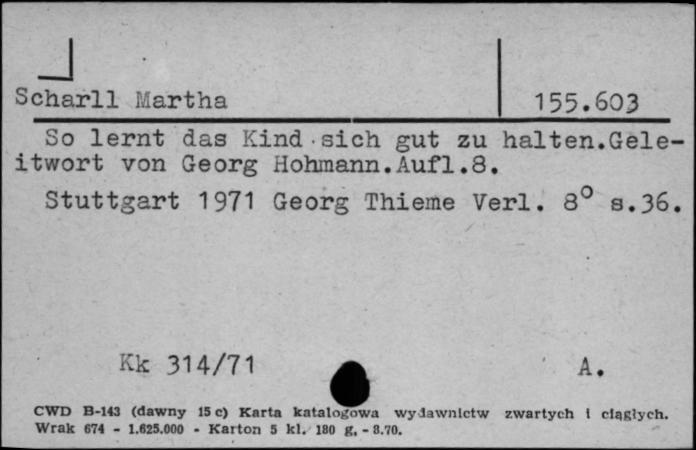 Scharll Martha 155.603
So lernt das Kind sich gut zu halten.Gele-
itwort von Georg Hohmann.Aufl.8.
Stuttgart 1971 Georg Thieme Verl. 8° s.36.
Kk 314/71 A.
CWD B-143 (dawny 15 c) Karta katalogowa wydawnictw zwartych i ciągłych.
Wrak 674 - 1.625.000 - Karton 5 kl. 180 g. - 8.70.